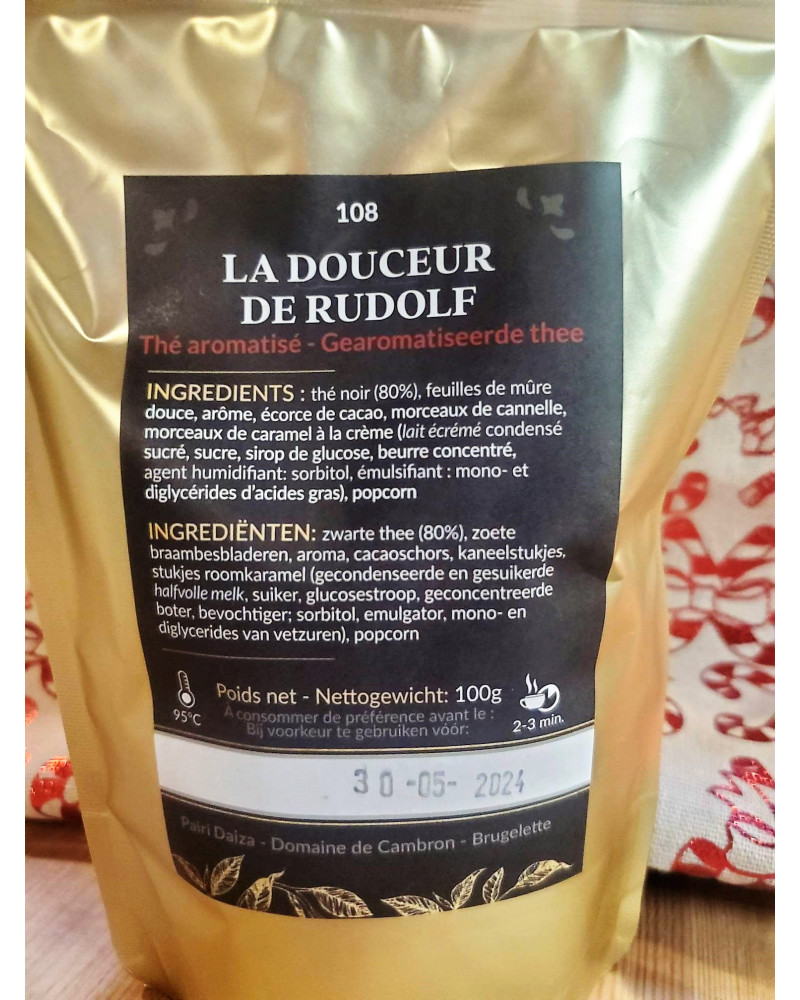 108
LA DOUCEUR
DE RUDOLF
Thé aromatisé - Gearomatiseerde thee
INGREDIENTS : thé noir (80%), feuilles de mûre
douce, arôme, écorce de cacao, morceaux de cannelle,
morceaux de caramel à la crème (lait écrémé condensé
sucré, sucre, sirop de glucose, beurre concentré,
agent humidifiant: sorbitol, émulsifiant : mono- et
diglycérides d'acides gras), popcorn
INGREDIËNTEN: zwarte thee (80%), zoete
braambesbladeren, aroma, cacaoschors, kaneelstukjes,
stukjes roomkaramel (gecondenseerde en gesuikerde
halfvolle melk, suiker, glucosestroop, geconcentreerde
boter, bevochtiger; sorbitol, emulgator, mono- en
diglycerides van vetzuren), popcorn
Poids net - Nettogewicht: 100g
95°C
A consommer de préférence avant le :
Bij voorkeur te gebruiken vóór:
2-3 min.
30 -05- 2024
Pairi Daiza - Domaine de Cambron - Brugelette